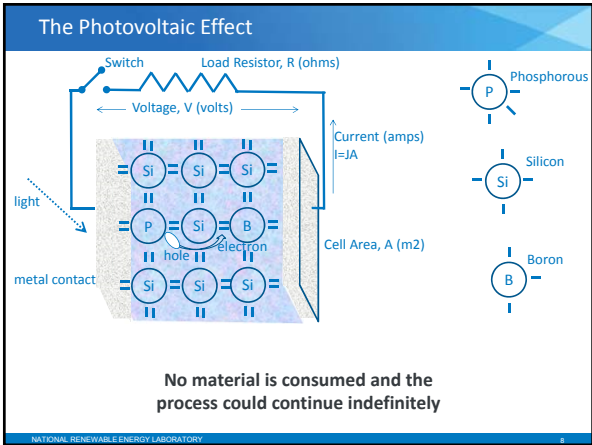 The Photovoltaic Effect
Switch
Load Resistor, R (ohms)
Voltage, V (volts)
Current (amps)
I=JA
Si Si Si
light
P Si B
electron
hole
Cell Area, A (m2)
metal contact
Si Si Si
Phosphorous
P
Silicon
Si
Boron
B
No material is consumed and the
process could continue indefinitely
NATIONAL RENEWABLE ENERGY LABORATORY
8